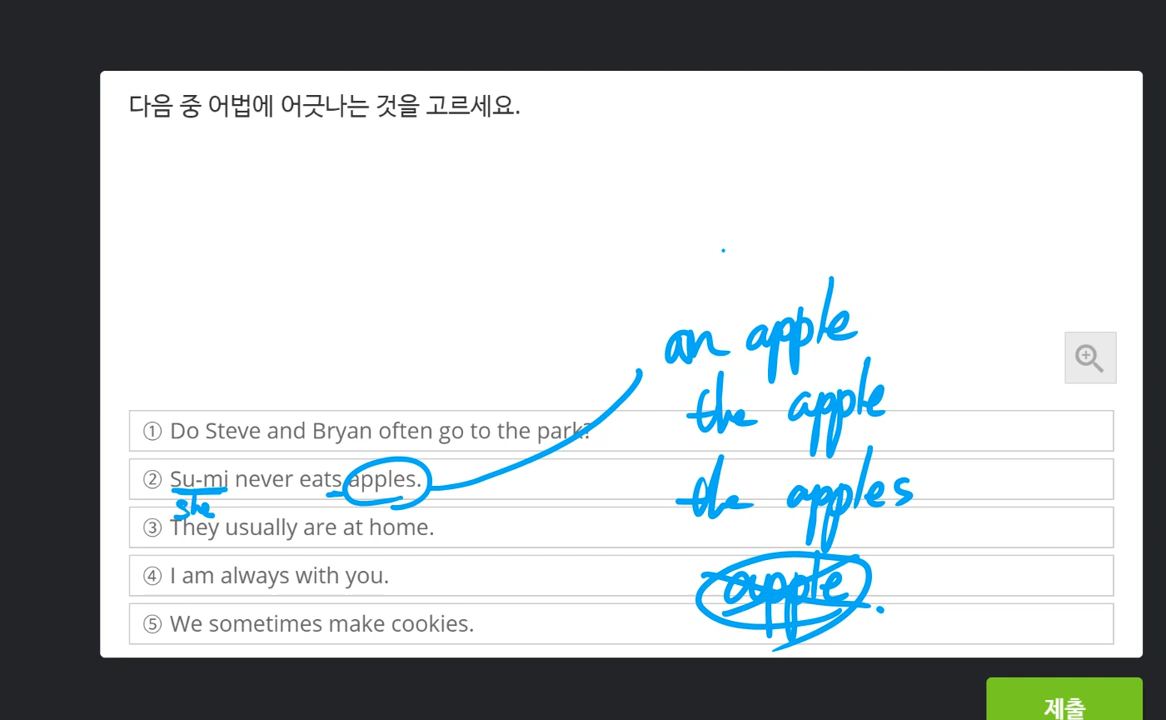 다음 중 어법에 어긋나는 것을 고르세요.
an apple
the apple
the apples
apple.
① Do Steve and Bryan often go to the park?
② Su-mi never eats apples.
she
③ They usually are at home.
④ I am always with you.
⑤ We sometimes make cookies.
제출